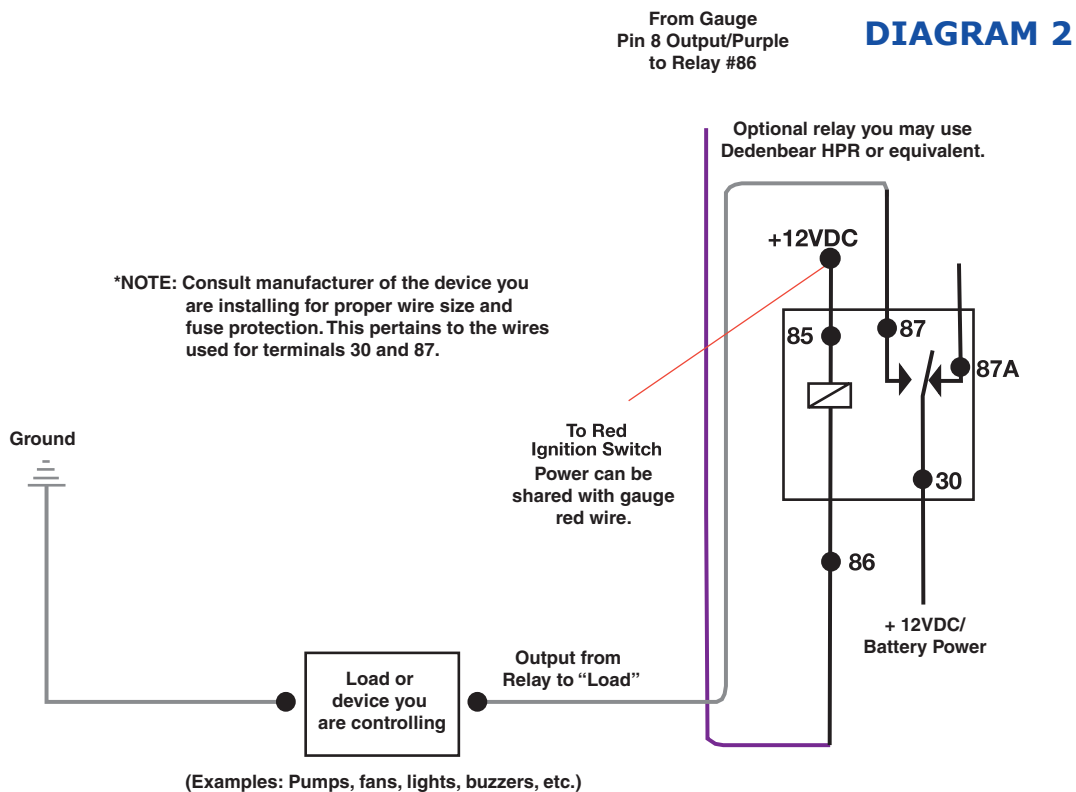 From Gauge
Pin 8 Output/Purple
to Relay #86
DIAGRAM 2
Optional relay you may use
Dedenbear HPR or equivalent.
+12VDC
*NOTE: Consult manufacturer of the device you
are installing for proper wire size and
fuse protection. This pertains to the wires
used for terminals 30 and 87.
85
87
87A
To Red
Ignition Switch
Power can be
shared with gauge
red wire.
30
Ground
86
+ 12VDC/
Battery Power
Load or
device you
are controlling
Output from
Relay to “Load”
(Examples: Pumps, fans, lights, buzzers, etc.)